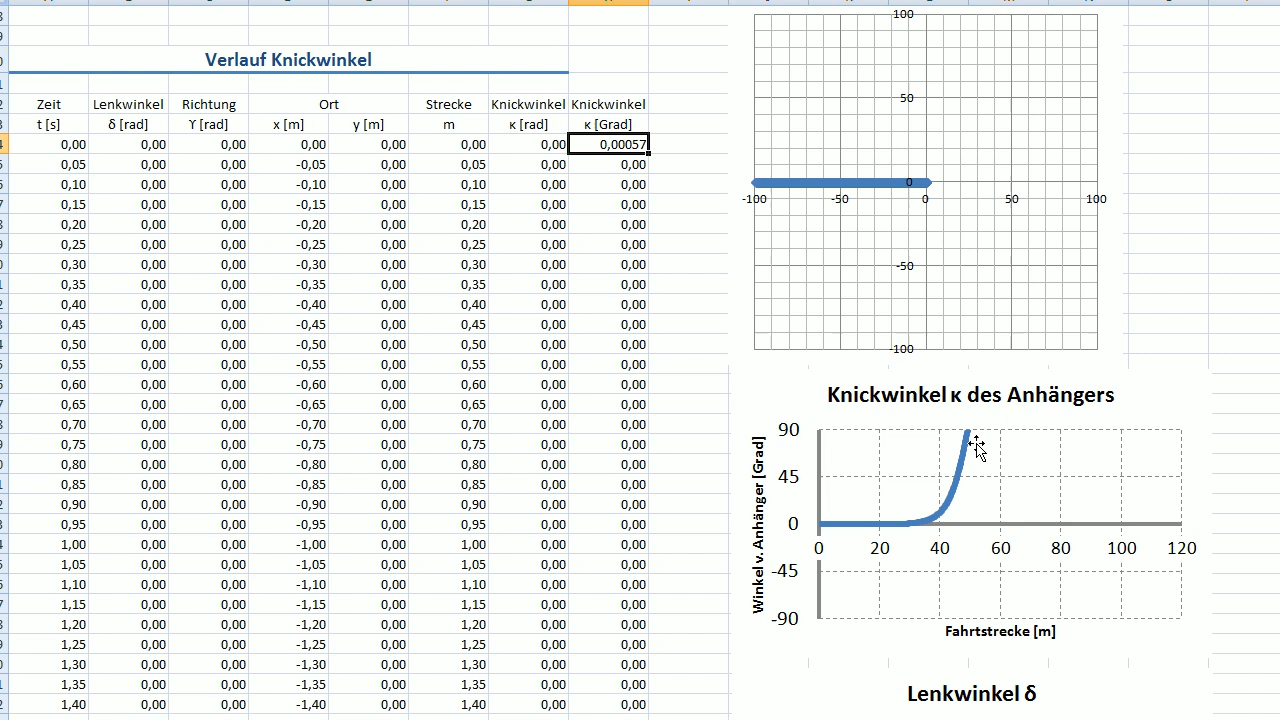 Verlauf Knickwinkel
Zeit Lenkwinkel Richtung Ort Strecke Knickwinkel Knickwinkel
t [s] δ [rad] ϒ [rad] x [m] y [m] m κ [rad] κ [Grad]
0,00 0,00 0,00 0,00 0,00 0,00 0,00 0,00057
0,05 0,00 0,00 -0,05 0,00 0,05 0,00 0,00
0,10 0,00 0,00 -0,10 0,00 0,10 0,00 0,00
0,15 0,00 0,00 -0,15 0,00 0,15 0,00 0,00
0,20 0,00 0,00 -0,20 0,00 0,20 0,00 0,00
0,25 0,00 0,00 -0,25 0,00 0,25 0,00 0,00
0,30 0,00 0,00 -0,30 0,00 0,30 0,00 0,00
0,35 0,00 0,00 -0,35 0,00 0,35 0,00 0,00
0,40 0,00 0,00 -0,40 0,00 0,40 0,00 0,00
0,45 0,00 0,00 -0,45 0,00 0,45 0,00 0,00
0,50 0,00 0,00 -0,50 0,00 0,50 0,00 0,00
0,55 0,00 0,00 -0,55 0,00 0,55 0,00 0,00
0,60 0,00 0,00 -0,60 0,00 0,60 0,00 0,00
0,65 0,00 0,00 -0,65 0,00 0,65 0,00 0,00
0,70 0,00 0,00 -0,70 0,00 0,70 0,00 0,00
0,75 0,00 0,00 -0,75 0,00 0,75 0,00 0,00
0,80 0,00 0,00 -0,80 0,00 0,80 0,00 0,00
0,85 0,00 0,00 -0,85 0,00 0,85 0,00 0,00
0,90 0,00 0,00 -0,90 0,00 0,90 0,00 0,00
0,95 0,00 0,00 -0,95 0,00 0,95 0,00 0,00
1,00 0,00 0,00 -1,00 0,00 1,00 0,00 0,00
1,05 0,00 0,00 -1,05 0,00 1,05 0,00 0,00
1,10 0,00 0,00 -1,10 0,00 1,10 0,00 0,00
1,15 0,00 0,00 -1,15 0,00 1,15 0,00 0,00
1,20 0,00 0,00 -1,20 0,00 1,20 0,00 0,00
1,25 0,00 0,00 -1,25 0,00 1,25 0,00 0,00
1,30 0,00 0,00 -1,30 0,00 1,30 0,00 0,00
1,35 0,00 0,00 -1,35 0,00 1,35 0,00 0,00
1,40 0,00 0,00 -1,40 0,00 1,40 0,00 0,00
100
50
0
-100 -50 0 50 100
-50
-100
Knickwinkel κ des Anhängers
Winkel v. Anhänger [Grad]
90
45
0
0 20 40 60 80 100 120
-45
-90
Fahrtstrecke [m]
Lenkwinkel δ